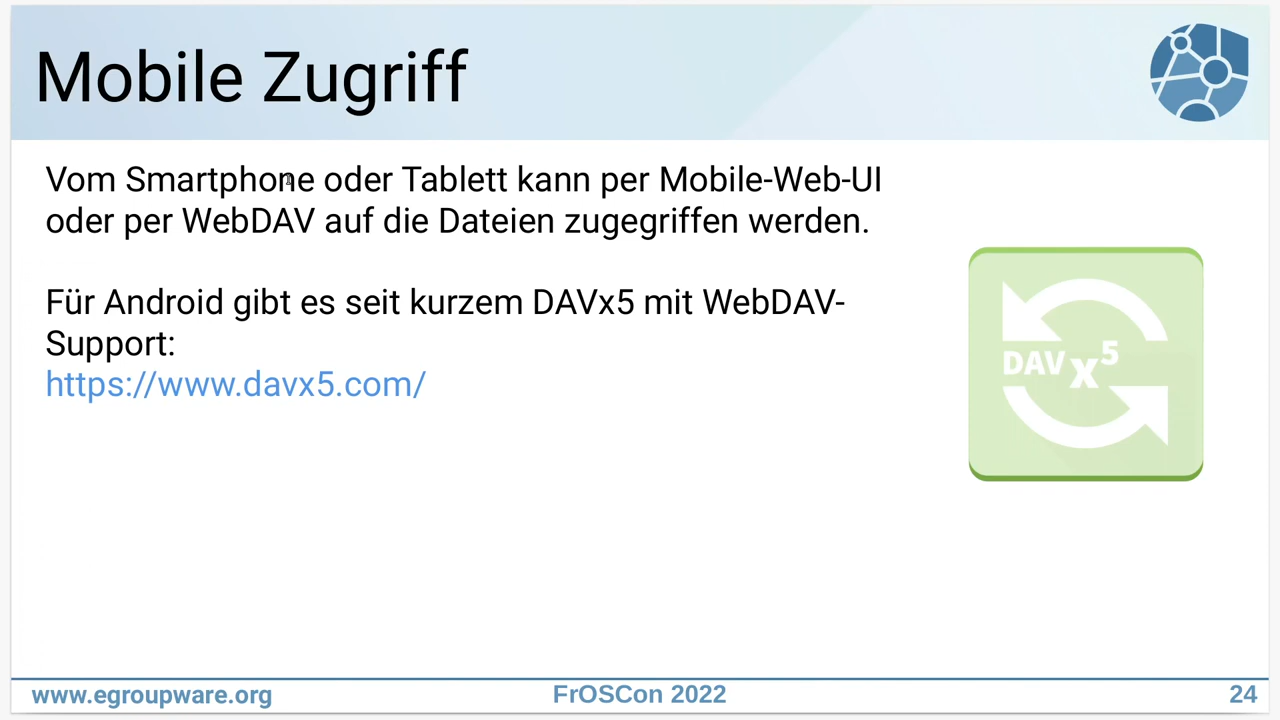 Mobile Zugriff
Vom Smartphone oder Tablett kann per Mobile-Web-UI
oder per WebDAV auf die Dateien zugegriffen werden.
Für Android gibt es seit kurzem DAVx5 mit WebDAV-
Support:
https://www.davx5.com/
DAVx⁵
www.egroupware.org
FrOSCon 2022
24